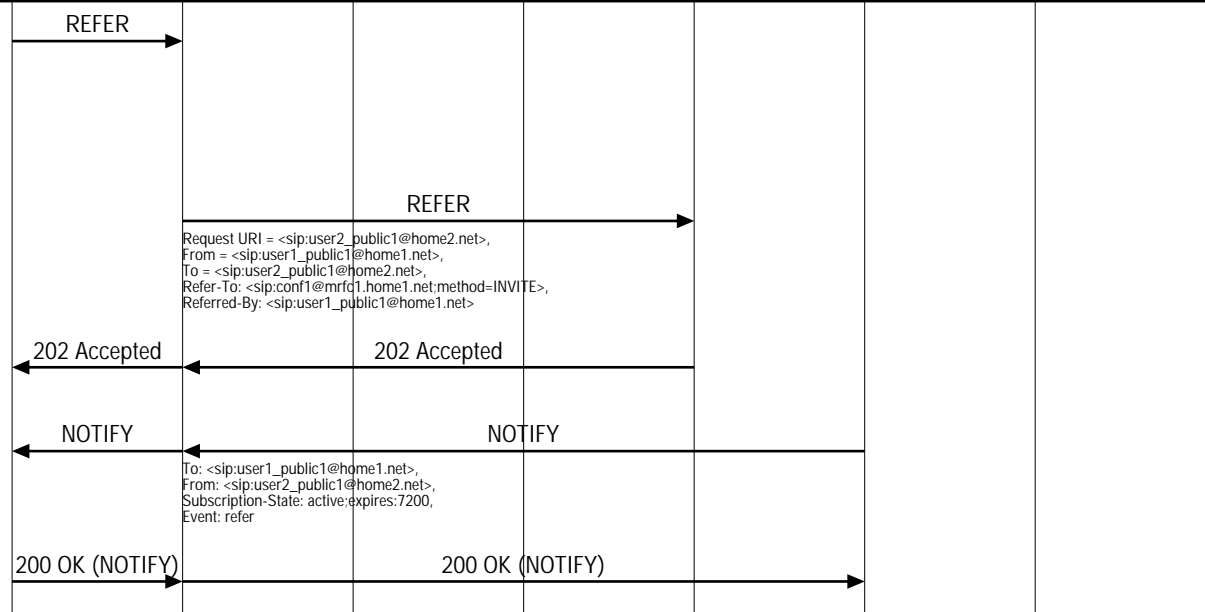 REFER
REFER
Request URI = <sip:user2_public1@home2.net>,
From = <sip:user1_public1@home1.net>,
To = <sip:user2_public1@home2.net>,
Refer-To: <sip:conf1@mrfc1.home1.net;method=INVITE>,
Referred-By: <sip:user1_public1@home1.net>
202 Accepted 202 Accepted
NOTIFY NOTIFY
To: <sip:user1_public1@home1.net>,
From: <sip:user2_public1@home2.net>,
Subscription-State: active;expires:7200,
Event: refer
200 OK (NOTIFY) 200 OK (NOTIFY)